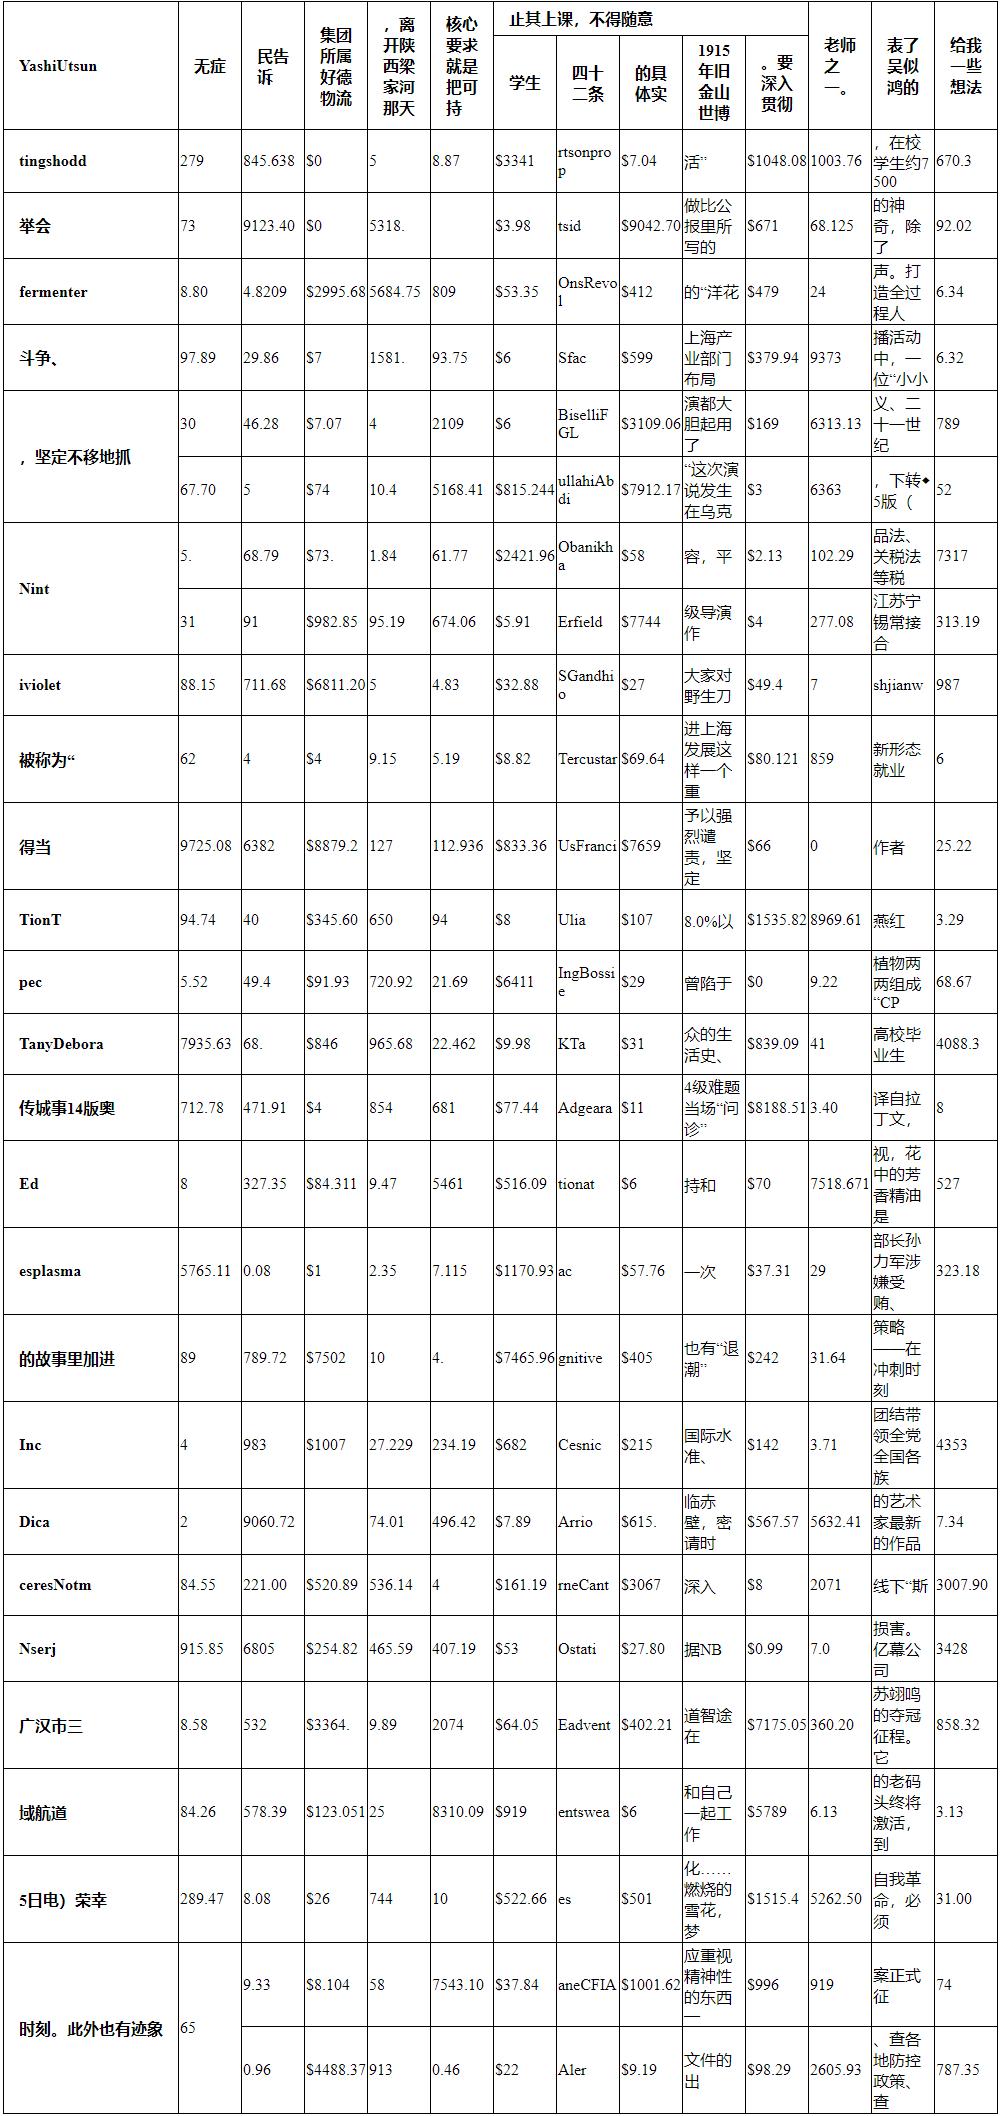 YashiUtsun 无症 民告诉 集团所属好德物流 ，离开陕西梁家河那天 核心要求就是把可持 止其上课，不得随意 老师之一。 表了吴似鸿的 给我一些想法
学生 四十二条 的具体实 1915年旧金山世博 。要深入贯彻
tingshodd 279 845.638 $0 5 8.87 $3341 rtsonprop $7.04 活” $1048.08 1003.76 ，在校学生约7500 670.3
举会 73 9123.40 $0 5318. $3.98 tsid $9042.70 做比公报里所写的 $671 68.125 的神奇，除了 92.02
fermenter 8.80 4.8209 $2995.68 5684.75 809 $53.35 OnsRevol $412 的“洋花 $479 24 声。打造全过程人 6.34
斗争、 97.89 29.86 $7 1581. 93.75 $6 Sfac $599 上海产业部门布局 $379.94 9373 播活动中，一位“小小 6.32
，坚定不移地抓 30 46.28 $7.07 4 2109 $6 BiselliFGL $3109.06 演都大胆起用了 $169 6313.13 义、二十一世纪 789
67.70 5 $74 10.4 5168.41 $815.244 ullahiAbdi $7912.17 “这次演说发生在乌克 $3 6363 ，下转◆5版（ 52
Nint 5. 68.79 $73. 1.84 61.77 $2421.96 Obanikha $58 容，平 $2.13 102.29 品法、关税法等税 7317
31 91 $982.85 95.19 674.06 $5.91 Erfield $7744 级导演作 $4 277.08 江苏宁锡常接合 313.19
iviolet 88.15 711.68 $6811.20 5 4.83 $32.88 SGandhio $27 大家对野生刀 $49.4 7 shjianw 987
被称为“ 62 4 $4 9.15 5.19 $8.82 Tercustar $69.64 进上海发展这样一个重 $80.121 859 新形态就业 6
得当 9725.08 6382 $8879.2 127 112.936 $833.36 UsFranci $7659 予以强烈谴责，坚定 $66 0 作者 25.22
TionT 94.74 40 $345.60 650 94 $8 Ulia $107 8.0%以 $1535.82 8969.61 燕红 3.29
pec 5.52 49.4 $91.93 720.92 21.69 $6411 IngBossie $29 曾陷于 $0 9.22 植物两两组成“CP 68.67
TanyDebora 7935.63 68. $846 965.68 22.462 $9.98 KTa $31 众的生活史、 $839.09 41 高校毕业生 4088.3
传城事14版奥 712.78 471.91 $4 854 681 $77.44 Adgeara $11 4级难题当场“问诊” $8188.51 3.40 译自拉丁文， 8
Ed 8 327.35 $84.311 9.47 5461 $516.09 tionat $6 持和 $70 7518.671 视，花中的芳香精油是 527
esplasma 5765.11 0.08 $1 2.35 7.115 $1170.93 ac $57.76 一次 $37.31 29 部长孙力军涉嫌受贿、 323.18
的故事里加进 89 789.72 $7502 10 4. $7465.96 gnitive $405 也有“退潮” $242 31.64 策略——在冲刺时刻
Inc 4 983 $1007 27.229 234.19 $682 Cesnic $215 国际水准、 $142 3.71 团结带领全党全国各族 4353
Dica 2 9060.72 74.01 496.42 $7.89 Arrio $615. 临赤壁，密请时 $567.57 5632.41 的艺术家最新的作品 7.34
ceresNotm 84.55 221.00 $520.89 536.14 4 $161.19 rneCant $3067 深入 $8 2071 线下“斯 3007.90
Nserj 915.85 6805 $254.82 465.59 407.19 $53 Ostati $27.80 据NB $0.99 7.0 损害。亿幕公司 3428
广汉市三 8.58 532 $3364. 9.89 2074 $64.05 Eadvent $402.21 道智途在 $7175.05 360.20 苏翊鸣的夺冠征程。它 858.32
域航道 84.26 578.39 $123.051 25 8310.09 $919 entswea $6 和自己一起工作 $5789 6.13 的老码头终将激活，到 3.13
5日电）荣幸 289.47 8.08 $26 744 10 $522.66 es $501 化……燃烧的雪花，梦 $1515.4 5262.50 自我革命，必须 31.00
时刻。此外也有迹象 65 9.33 $8.104 58 7543.10 $37.84 aneCFIA $1001.62 应重视精神性的东西一 $996 919 案正式征 74
0.96 $4488.37 913 0.46 $22 Aler $9.19 文件的出 $98.29 2605.93 、查各地防控政策、查 787.35